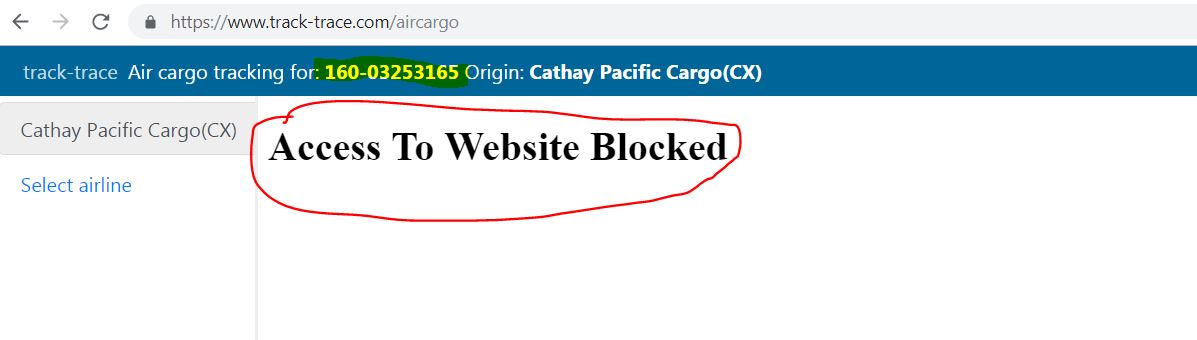 https://www.track-trace.com/aircargo
track-trace Air cargo tracking for: 160-03253165 Origin: Cathay Pacific Cargo(CX)
Cathay Pacific Cargo(CX)
Access To Website Blocked
Select airline